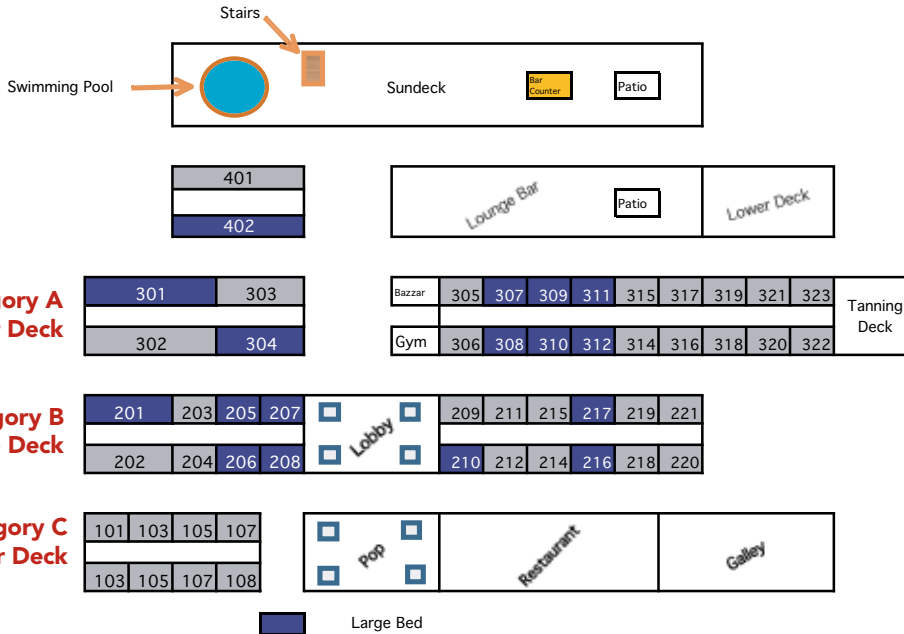 Stairs
Swimming Pool
Sundeck
Bar
Counter
Patio
401
402
Lounge Bar
Patio
Lower Deck
gory A
Deck
301 303
302 304
Bazzar 305 307 309 311 315 317 319 321 323
Gym 306 308 310 312 314 316 318 320 322
Tanning
Deck
gory B
Deck
201 203 205 207
202 204 206 208
Lobby
209 211 215 217 219 221
210 212 214 216 218 220
gory C
r Deck
101 103 105 107
103 105 107 108
Pop
Restaurant
Galley
Large Bed